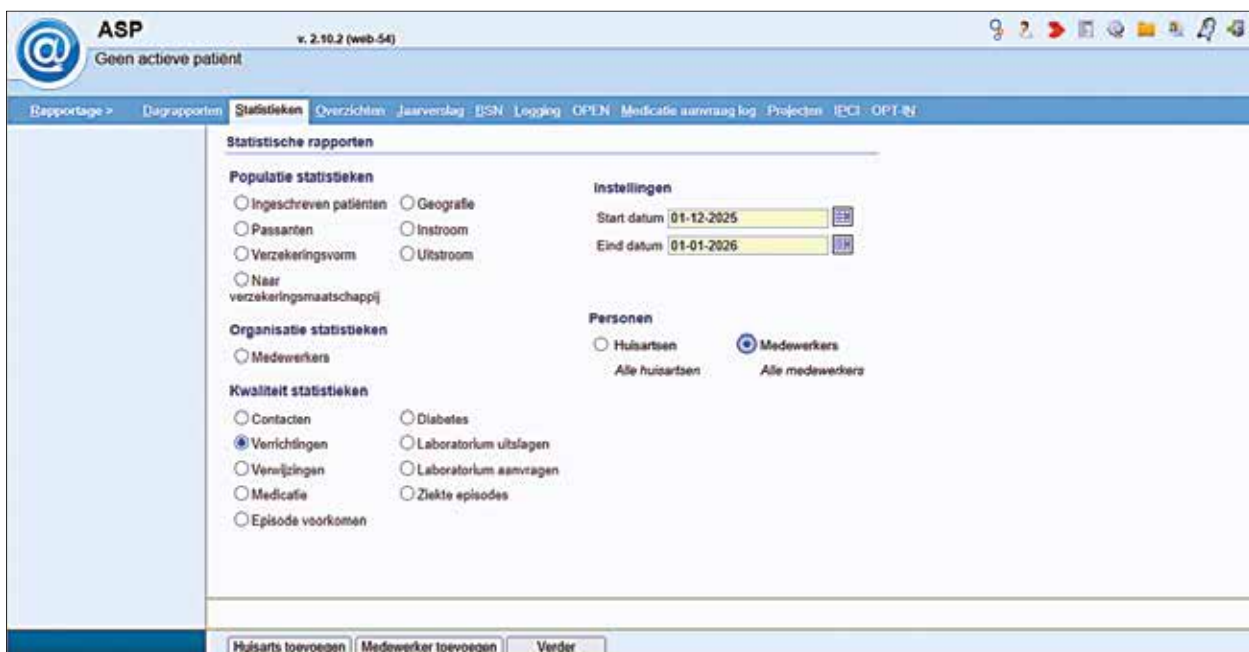 ASP
v. 2.10.2 (web-54)
Geen actieve patiënt
Rapportage > Dagrapporten Statistieken Overzichten Jaarverslag BSN Logging OPEN Medicatie aanvraag log Projecten IPCI OPT-IN
Statistische rapporten
Populatie statistieken
Ingeschreven patiënten Geografie
Passanten Instroom
Verzekeringsvorm Uitstroom
Naar
verzekeringsmaatschappij
Instellingen
Start datum 01-12-2025
Eind datum 01-01-2026
Organisatie statistieken
Medewerkers
Personen
Huisartsen Medewerkers
Alle huisartsen Alle medewerkers
Kwaliteit statistieken
Contacten Diabetes
Verrichtingen Laboratorium uitslagen
Verwijzingen Laboratorium aanvragen
Medicatie Ziekte episodes
Episode voorkomen
Huisarts toevoegen Medewerker toevoegen Verder